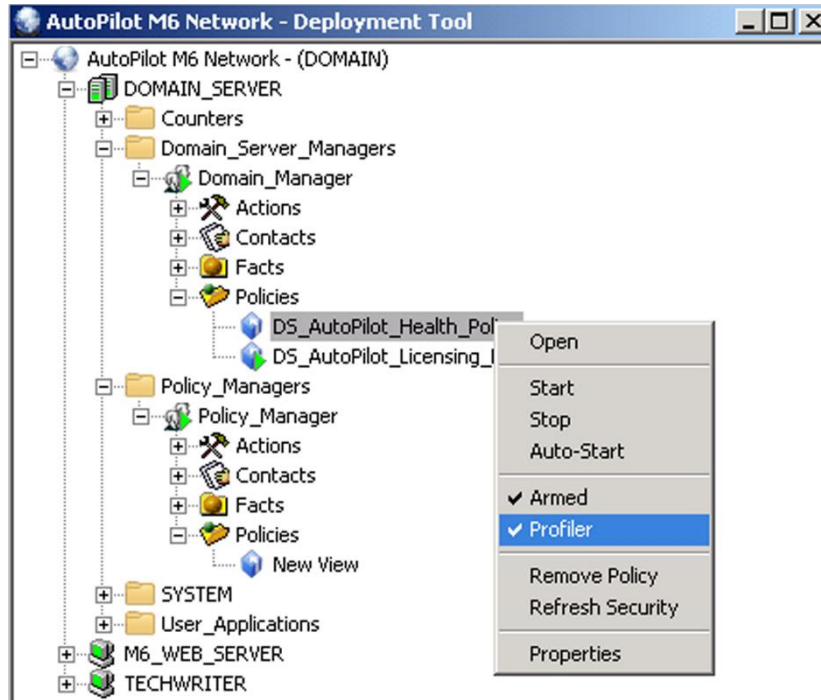 AutoPilot M6 Network - Deployment Tool
AutoPilot M6 Network - (DOMAIN)
DOMAIN_SERVER
Counters
Domain_Server_Managers
Domain_Manager
Actions
Contacts
Facts
Policies
DS_AutoPilot_Health_Poli
DS_AutoPilot_Licensing_
Policy_Managers
Policy_Manager
Actions
Contacts
Facts
Policies
New View
SYSTEM
User_Applications
M6_WEB_SERVER
TECHWRITER
Open
Start
Stop
Auto-Start
Armed
Profiler
Remove Policy
Refresh Security
Properties